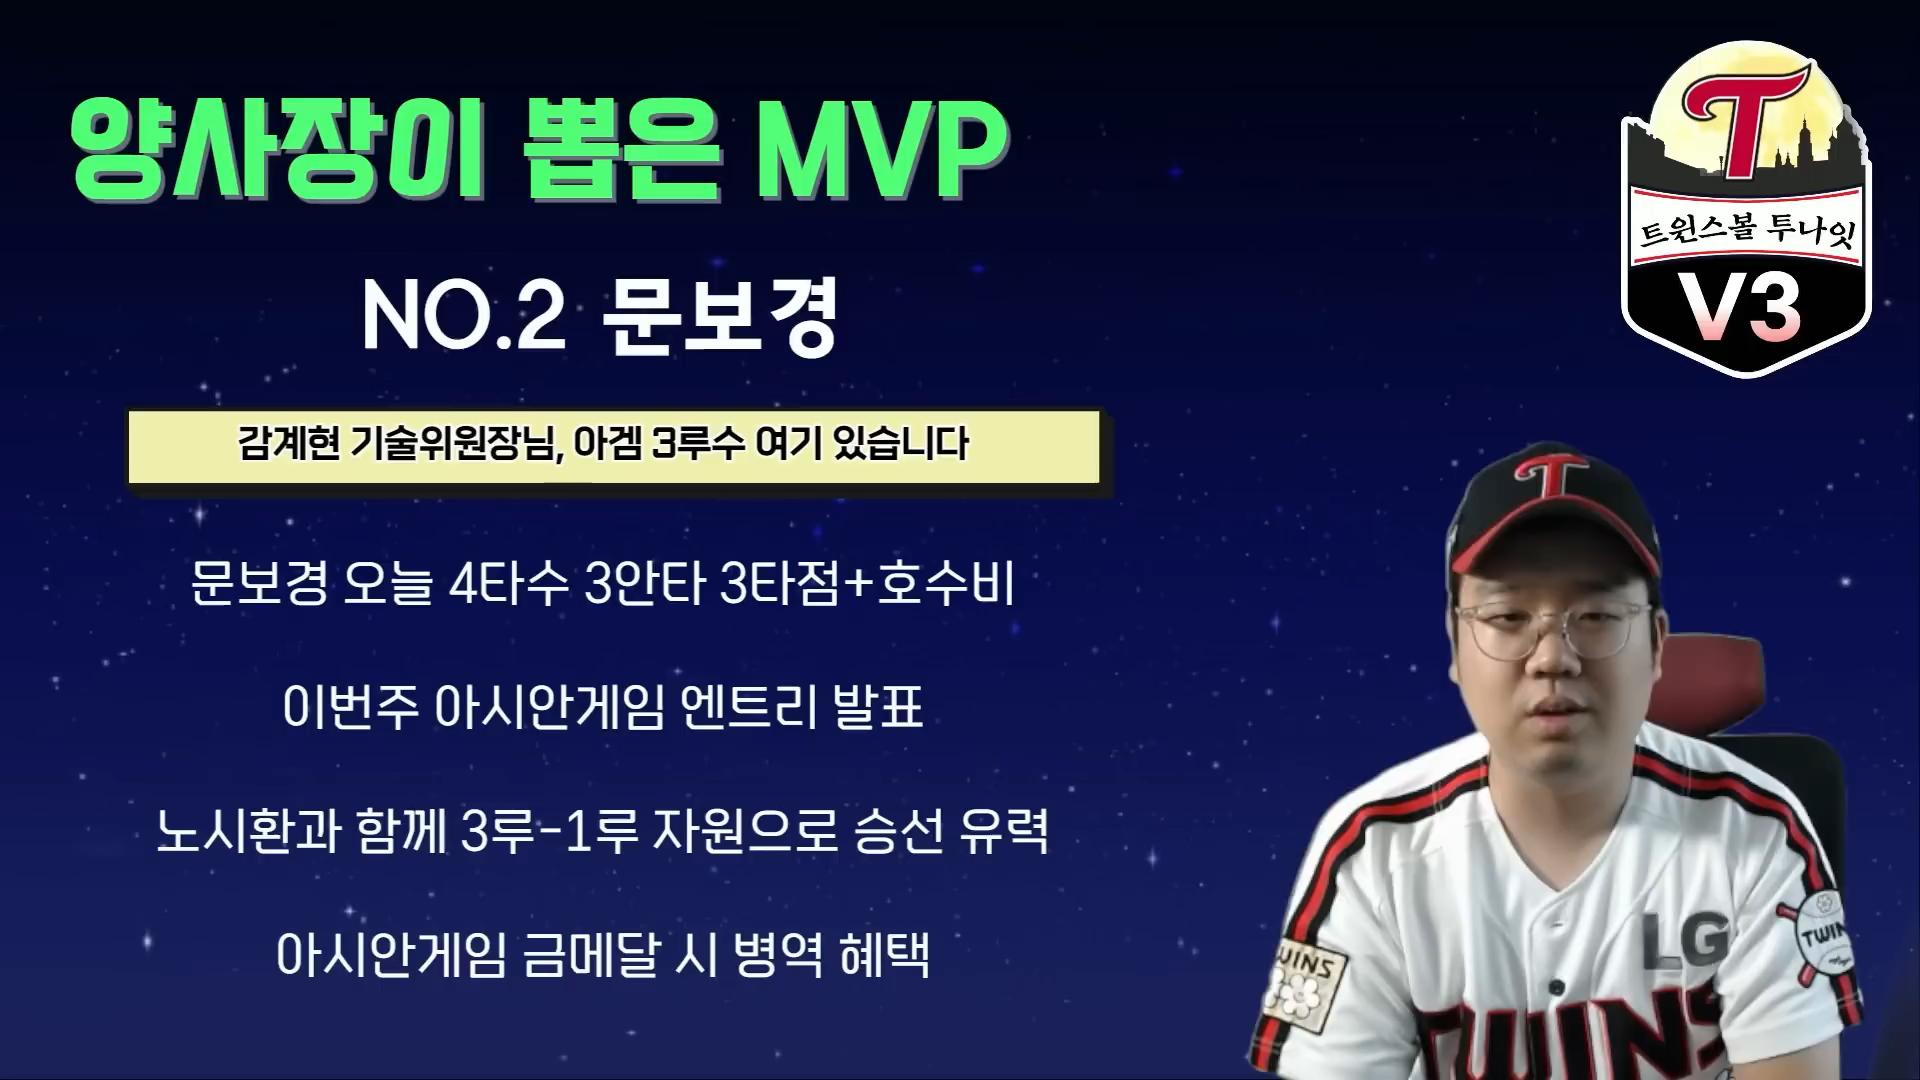 양사장이 뽑은 MVP
T
트윈스볼 투나잇
V3
NO.2 문보경
감계현 기술위원장님, 아겜 3루수 여기 있습니다
문보경 오늘 4타수 3안타 3타점+호수비
이번주 아시안게임 엔트리 발표
노시환과 함께 3루-1루 자원으로 승선 유력
아시안게임 금메달 시 병역 혜택
T
LG
TWINS
WINS
TWIN